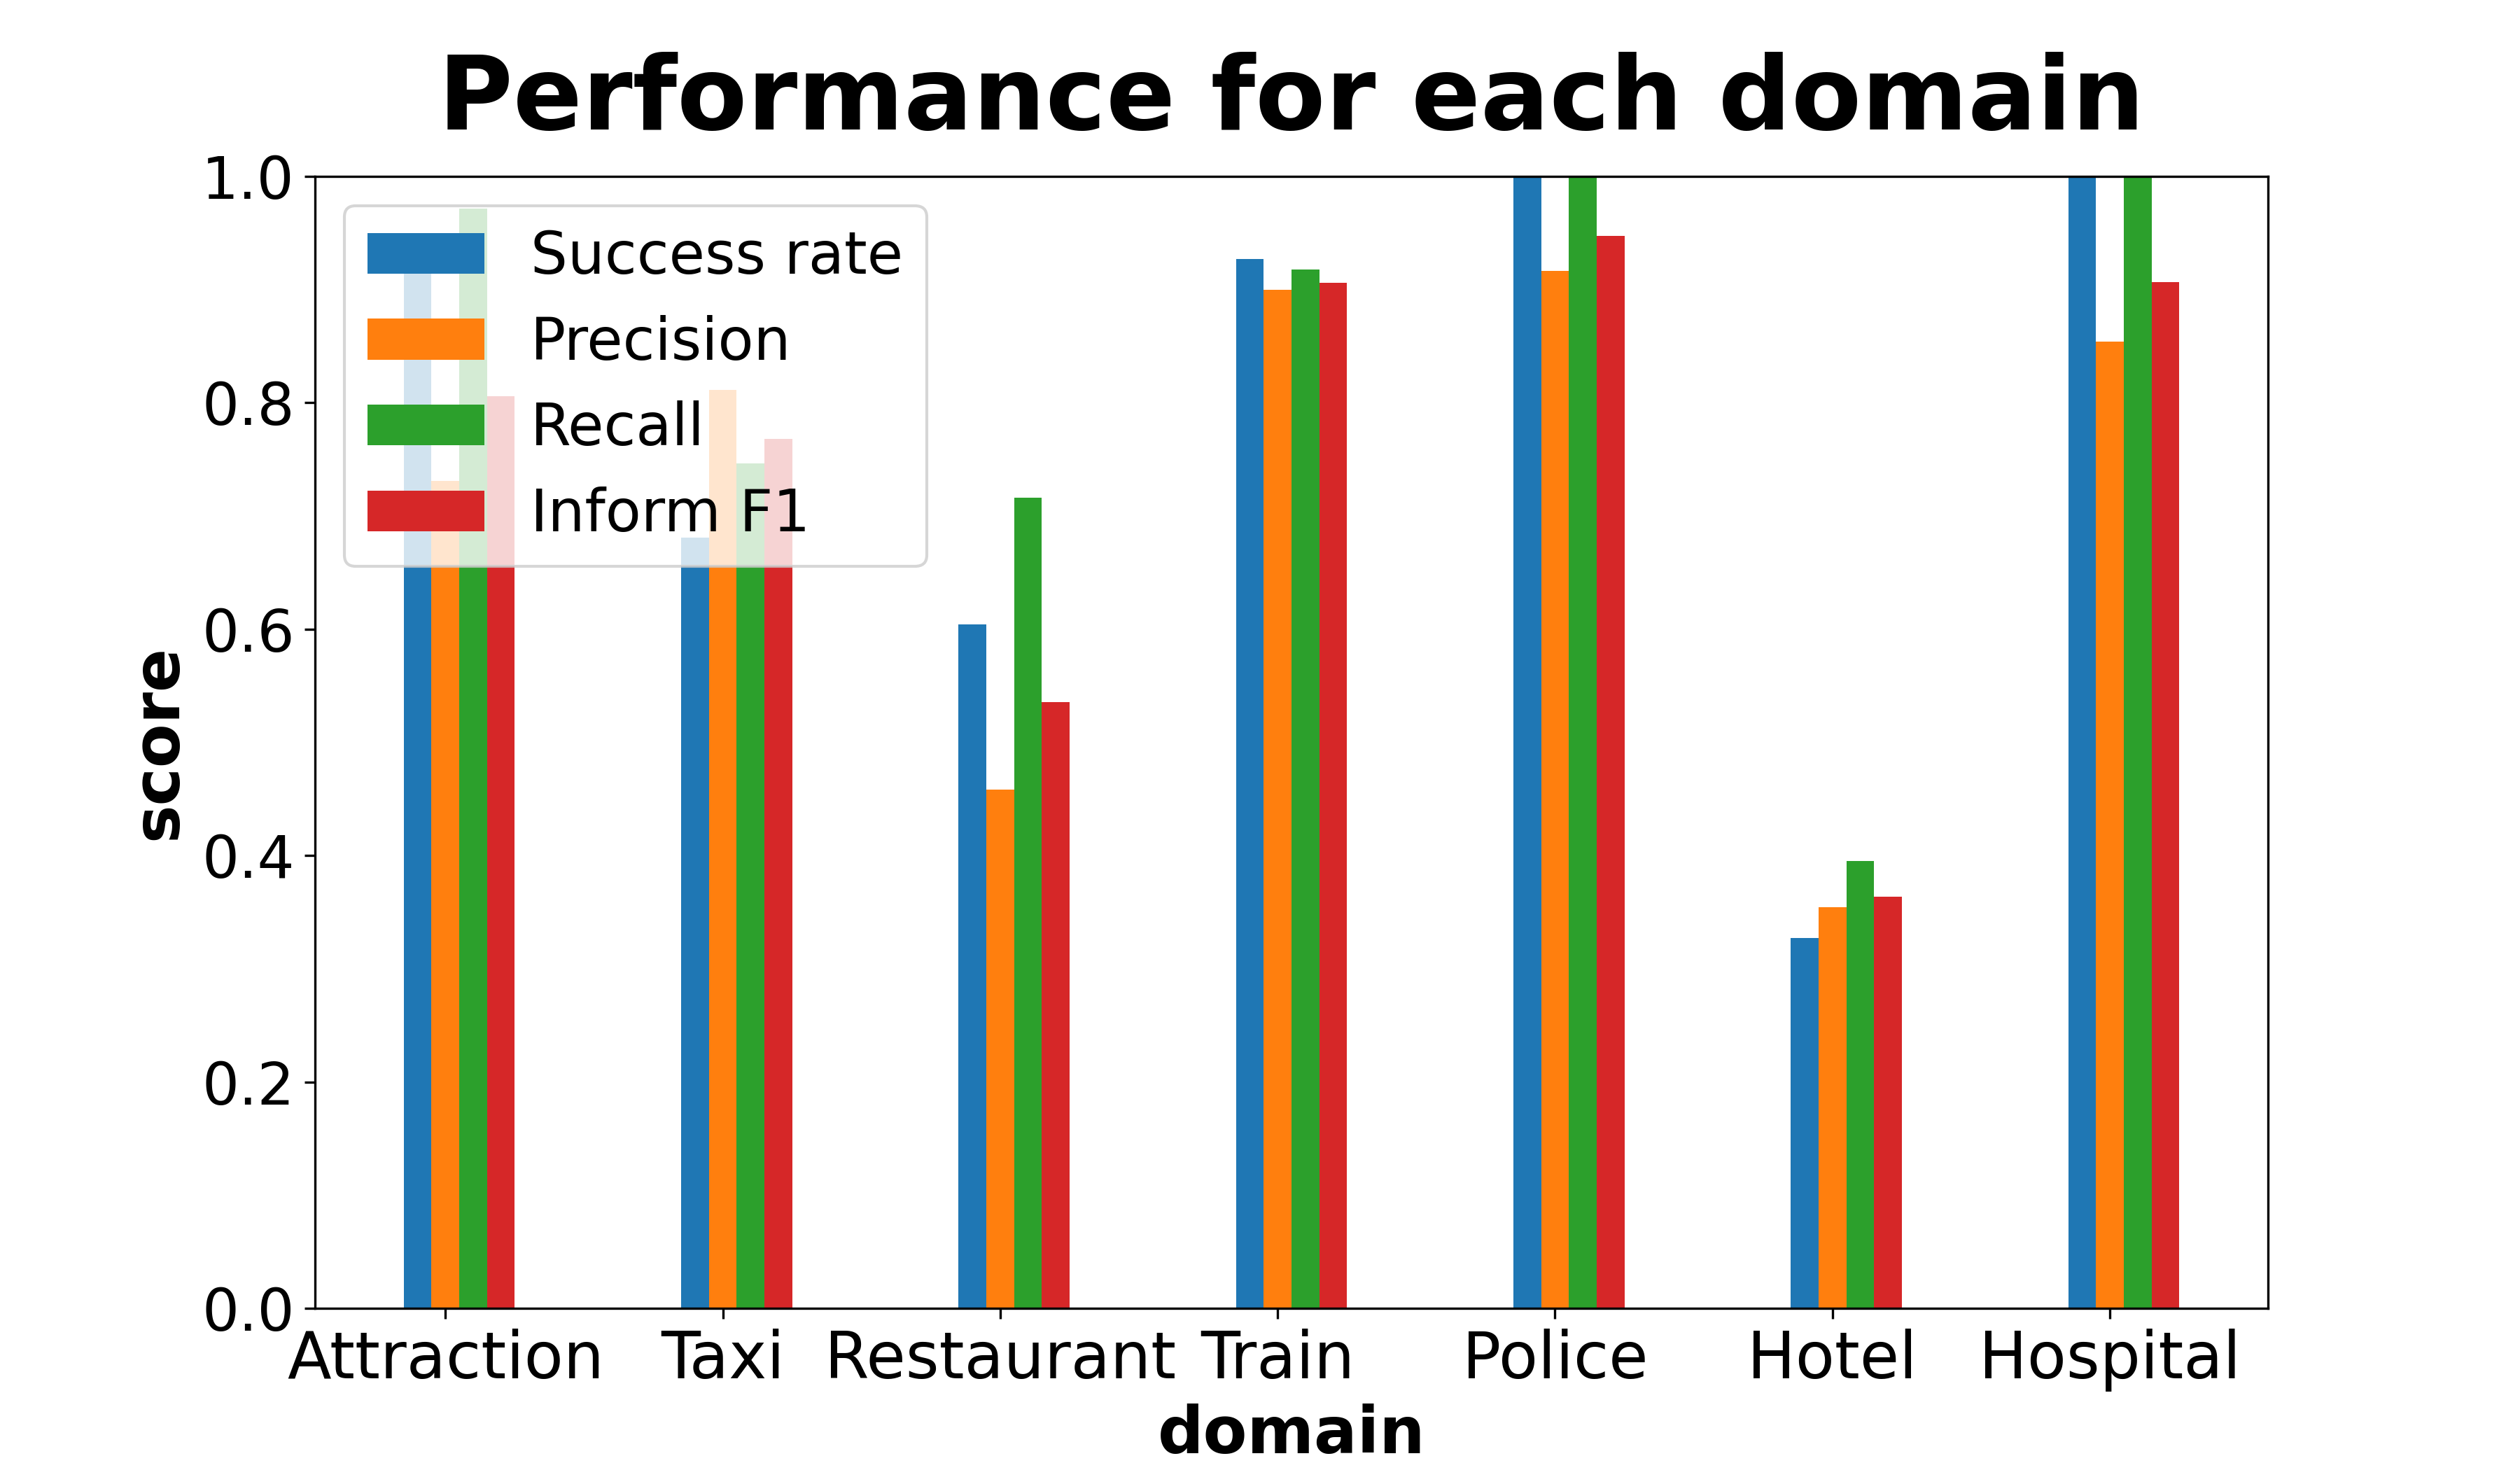 Performance for each domain
1.0
0.8
0.6
0.4
0.2
0.0
score
Success rate
Precision
Recall
Inform F1
Attraction Taxi Restaurant Train Police Hotel Hospital
domain